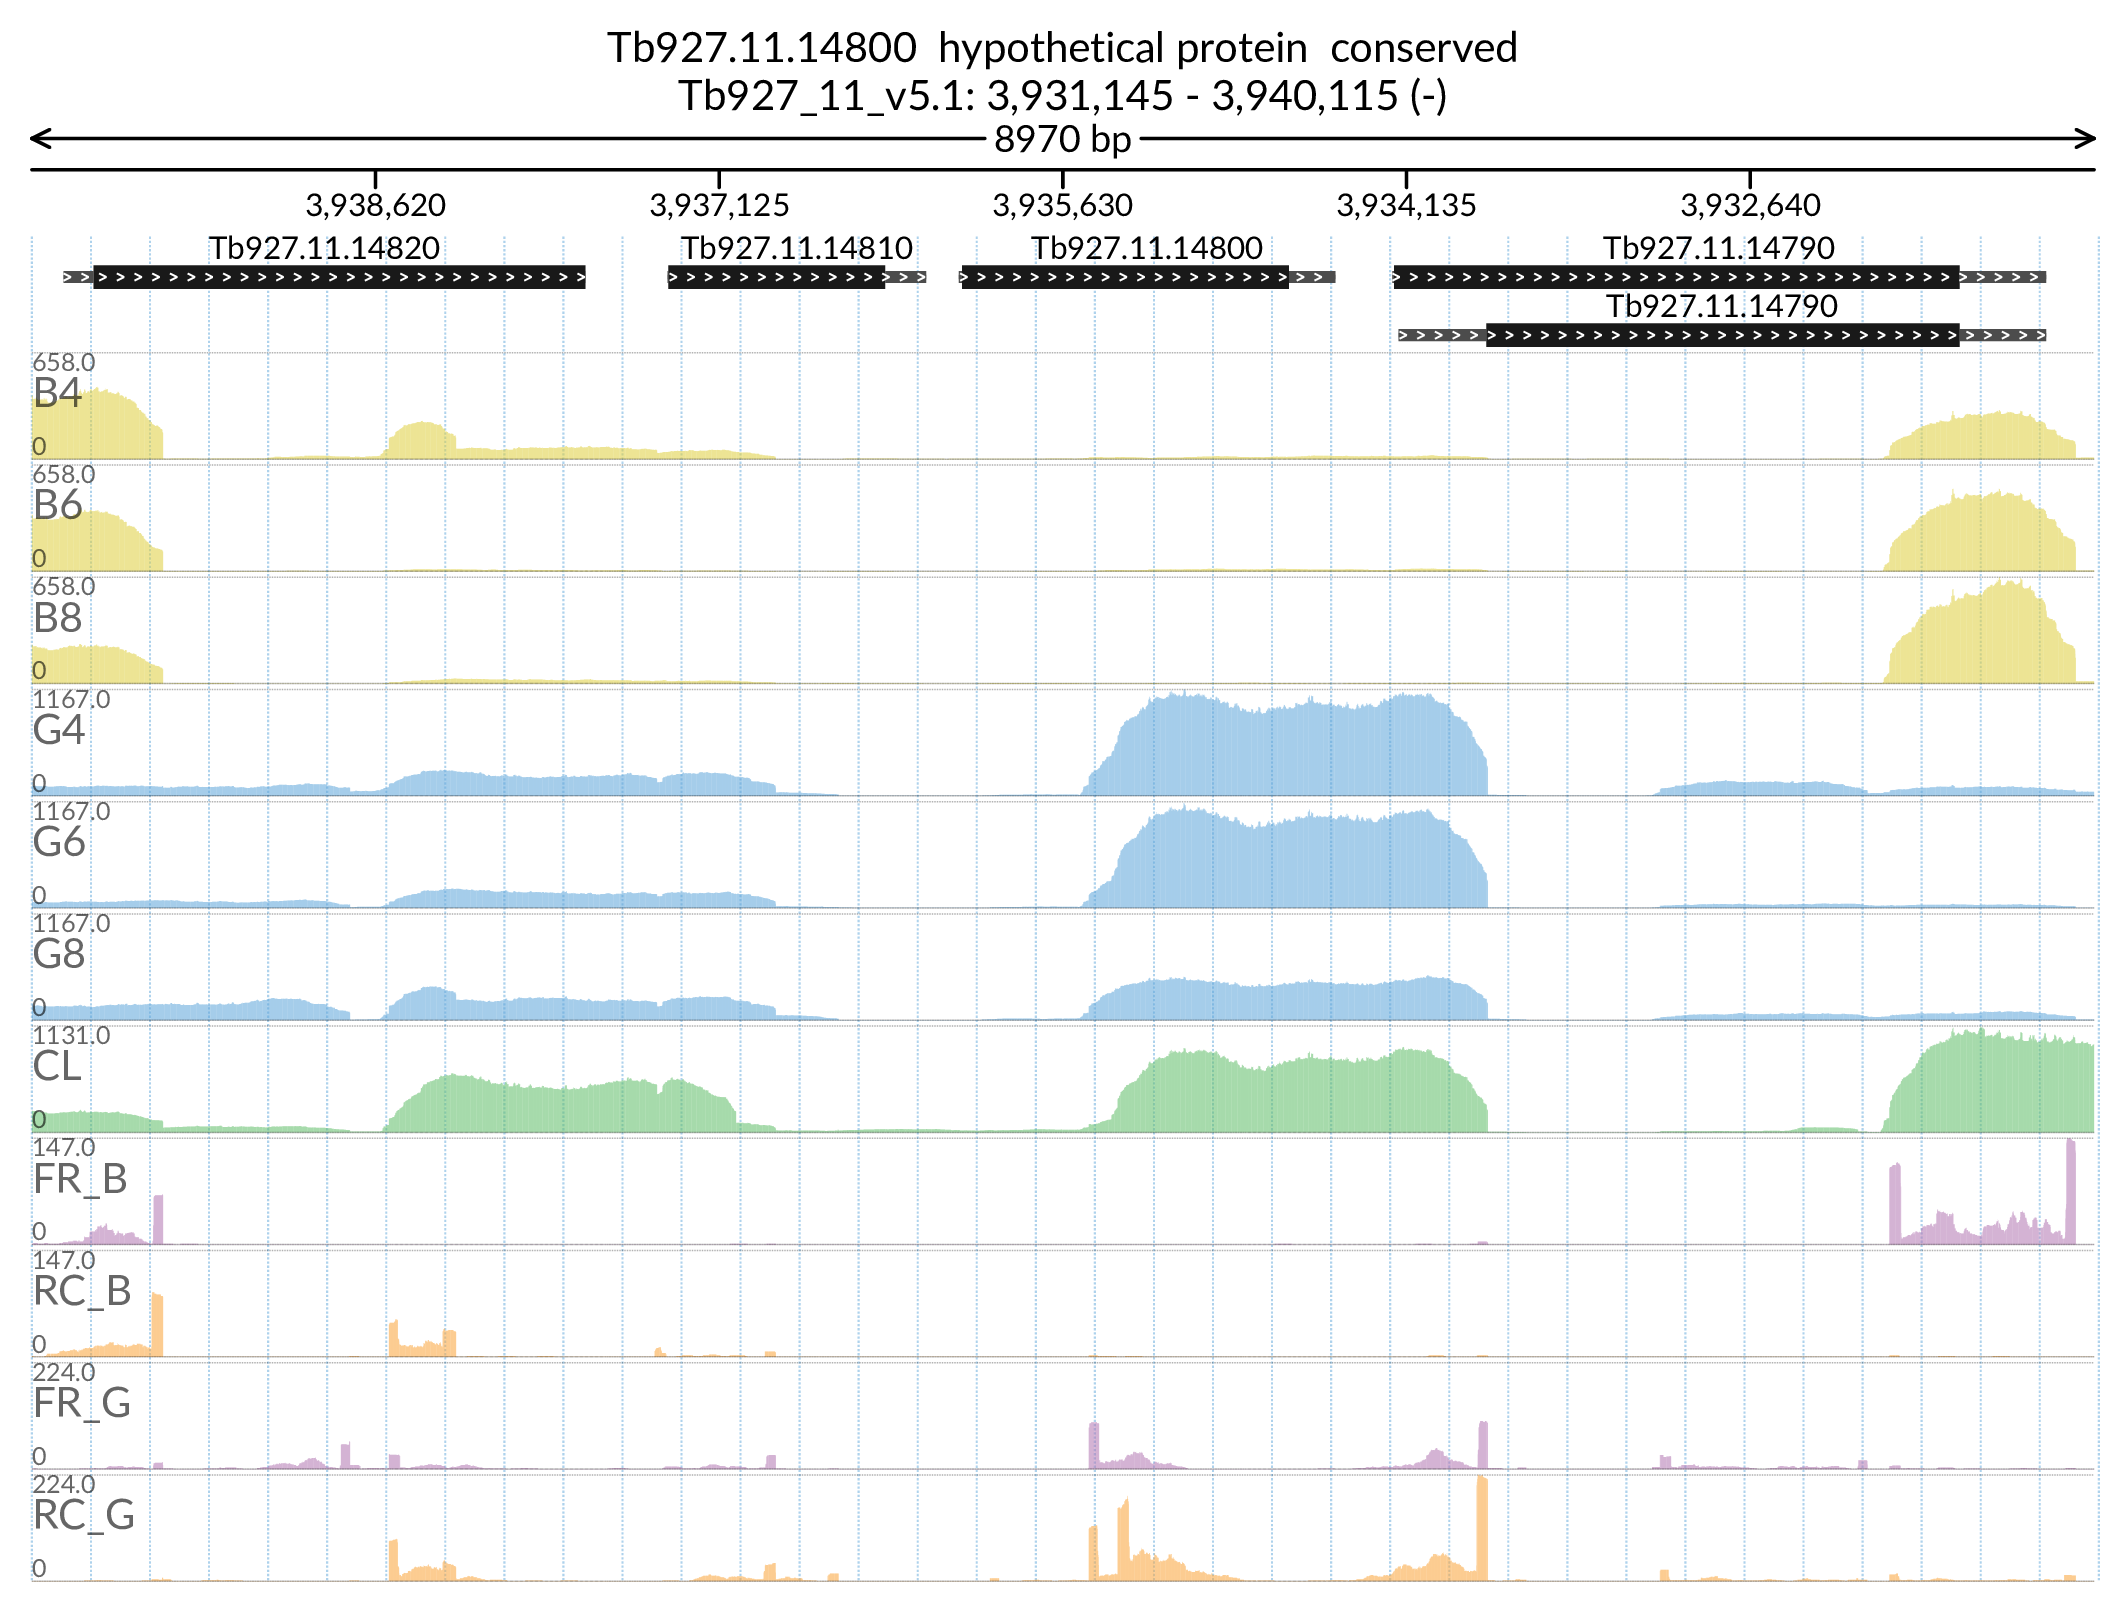 Tb927.11.14800  hypothetical protein  conserved
Tb927_11_v5.1: 3,931,145 - 3,940,115 (-)
8970 bp
3,938,620 3,937,125 3,935,630 3,934,135 3,932,640
Tb927.11.14820 Tb927.11.14810 Tb927.11.14800 Tb927.11.14790
Tb927.11.14790
658.0
B4
0
658.0
B6
0
658.0
B8
0
1167.0
G4
0
1167.0
G6
0
1167.0
G8
0
1131.0
CL
0
147.0
FR_B
0
147.0
RC_B
0
224.0
FR_G
0
224.0
RC_G
0